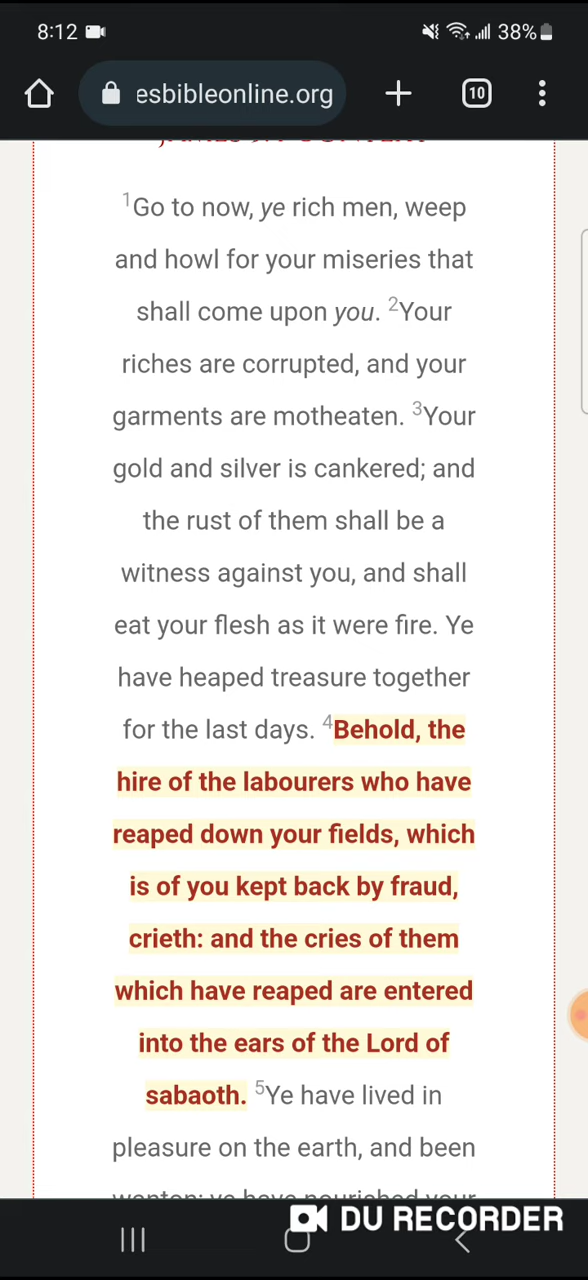 8:12 38%
esbibleonline.org 10
1Go to now, ye rich men, weep
and howl for your miseries that
shall come upon you. 2Your
riches are corrupted, and your
garments are motheaten. 3Your
gold and silver is cankered; and
the rust of them shall be a
witness against you, and shall
eat your flesh as it were fire. Ye
have heaped treasure together
for the last days. 4Behold, the
hire of the labourers who have
reaped down your fields, which
is of you kept back by fraud,
crieth: and the cries of them
which have reaped are entered
into the ears of the Lord of
sabaoth. 5Ye have lived in
pleasure on the earth, and been
wanton; ye have nourished your
DU RECORDER